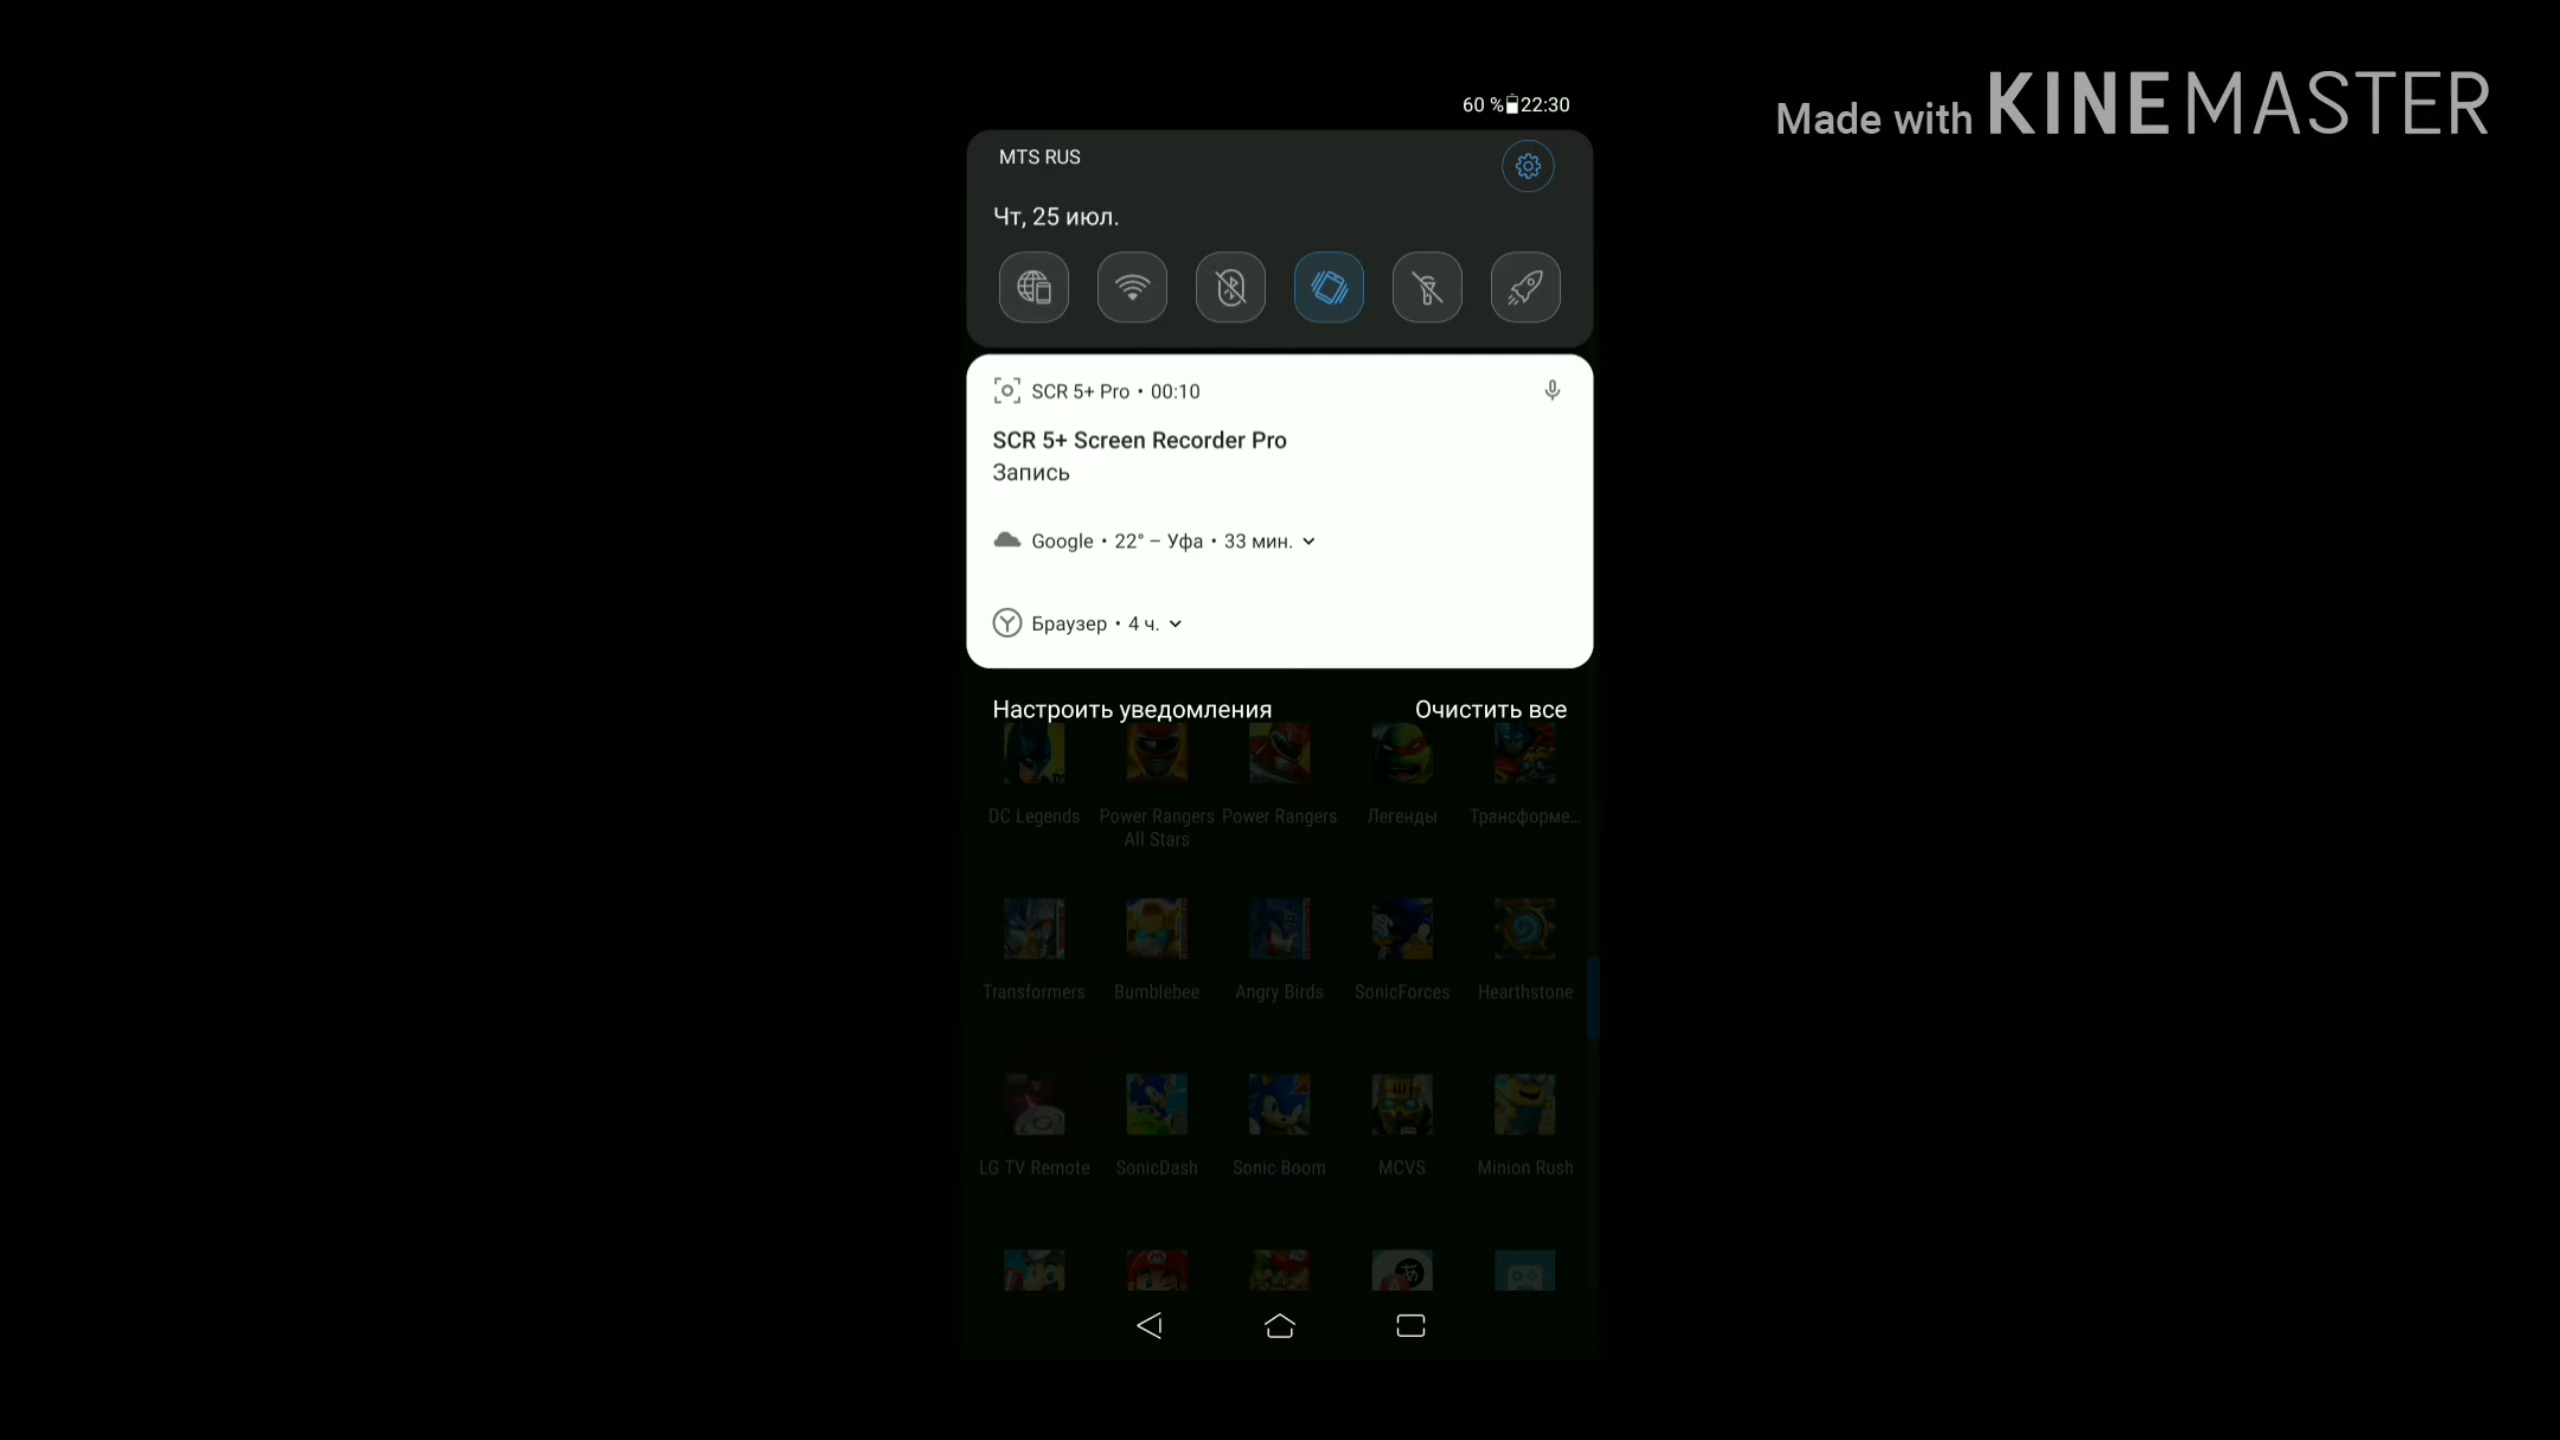 60 % 22:30
Made with KINEMASTER
MTS RUS
Чт, 25 июл.
SCR 5+ Pro • 00:10
SCR 5+ Screen Recorder Pro
Запись
Google • 22° – Уфа • 33 мин.
Браузер • 4 ч.
Настроить уведомления Очистить все
DC Legends Power Rangers All Stars Power Rangers Легенды Трансформе...
Transformers Bumblebee Angry Birds SonicForces Hearthstone
LG TV Remote SonicDash Sonic Boom MCVS Minion Rush